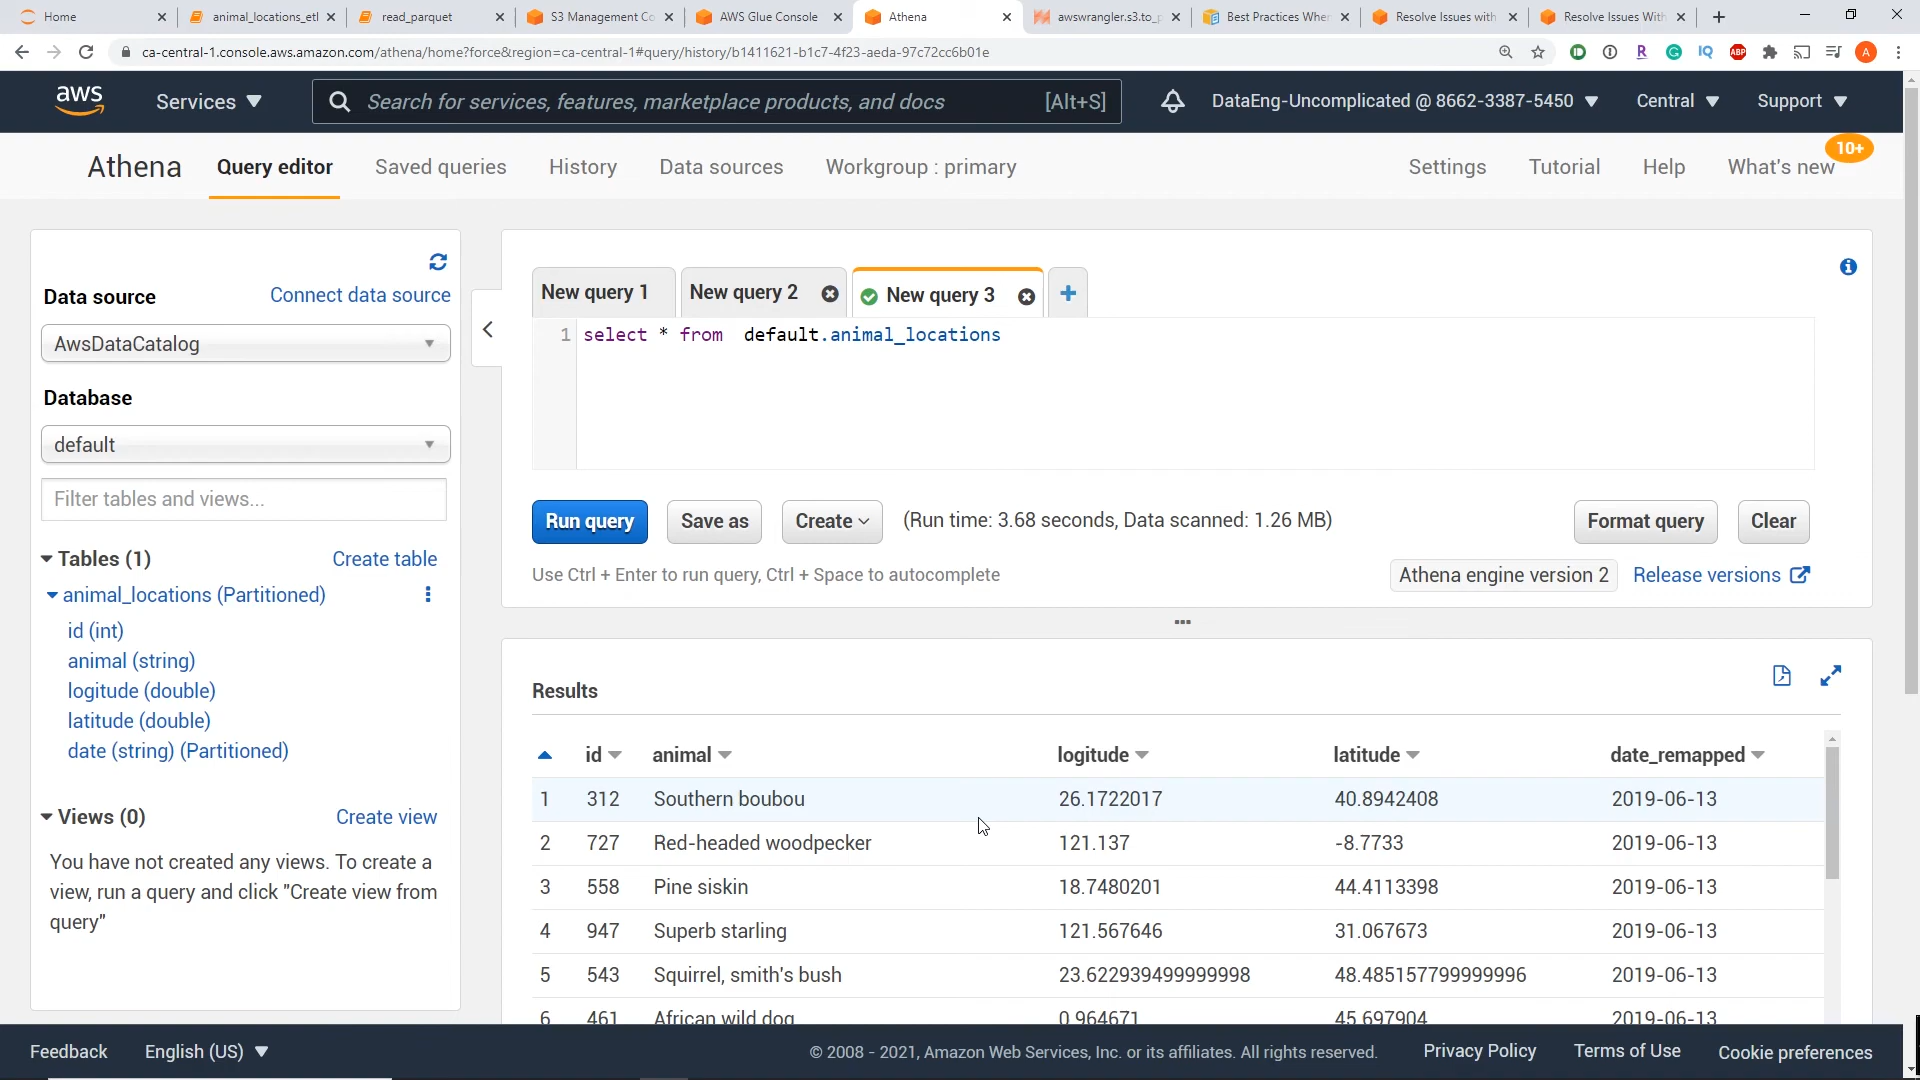 Home
animal_locations_etl
read_parquet
S3 Management Co
AWS Glue Console
Athena
awswrangler.s3.to_p
Best Practices When
Resolve Issues with
Resolve Issues With
ca-central-1.console.aws.amazon.com/athena/home?force&region=ca-central-1#query/history/b1411621-b1c7-4f23-aeda-97c72cc6b01e
R
IQ
ABP
A
aws
Services
Search for services, features, marketplace products, and docs
[Alt+S]
DataEng-Uncomplicated @ 8662-3387-5450
Central
Support
Athena
Query editor
Saved queries
History
Data sources
Workgroup : primary
Settings
Tutorial
Help
What's new
10+
Data source
Connect data source
AwsDataCatalog
Database
default
Filter tables and views...
Tables (1)
Create table
animal_locations (Partitioned)
id (int)
animal (string)
logitude (double)
latitude (double)
date (string) (Partitioned)
Views (0)
Create view
You have not created any views. To create a
view, run a query and click "Create view from
query"
New query 1
New query 2
New query 3
1 select * from default.animal_locations
Run query
Save as
Create
(Run time: 3.68 seconds, Data scanned: 1.26 MB)
Format query
Clear
Use Ctrl + Enter to run query, Ctrl + Space to autocomplete
Athena engine version 2
Release versions
Results
id animal logitude latitude date_remapped
1 312 Southern boubou 26.1722017 40.8942408 2019-06-13
2 727 Red-headed woodpecker 121.137 -8.7733 2019-06-13
3 558 Pine siskin 18.7480201 44.4113398 2019-06-13
4 947 Superb starling 121.567646 31.067673 2019-06-13
5 543 Squirrel, smith's bush 23.622939499999998 48.485157799999996 2019-06-13
6 461 African wild dog 0.964671 45.697904 2019-06-13
Feedback
English (US)
© 2008 - 2021, Amazon Web Services, Inc. or its affiliates. All rights reserved.
Privacy Policy
Terms of Use
Cookie preferences